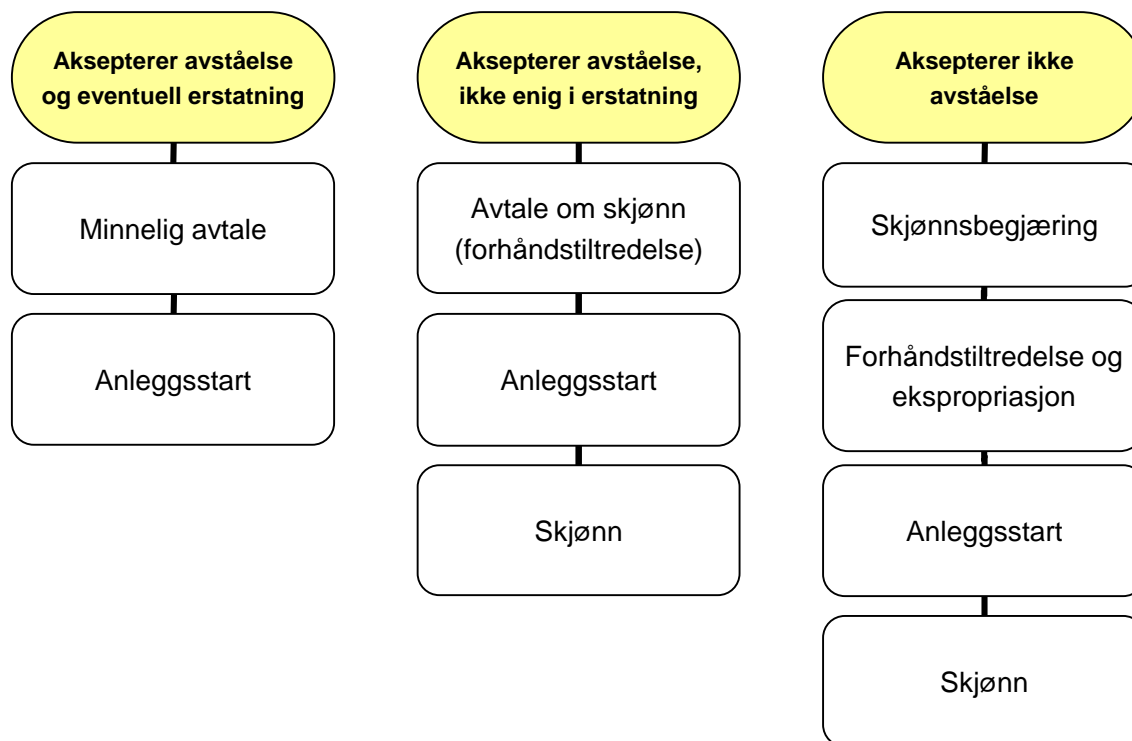 Aksepterer avståelse
og eventuell erstatning
Minnelig avtale
Anleggsstart
Aksepterer avståelse,
ikke enig i erstatning
Avtale om skjønn
(forhåndstiltredelse)
Anleggsstart
Skjønn
Aksepterer ikke
avståelse
Skjønnsbegjæring
Forhåndstiltredelse og
ekspropriasjon
Anleggsstart
Skjønn